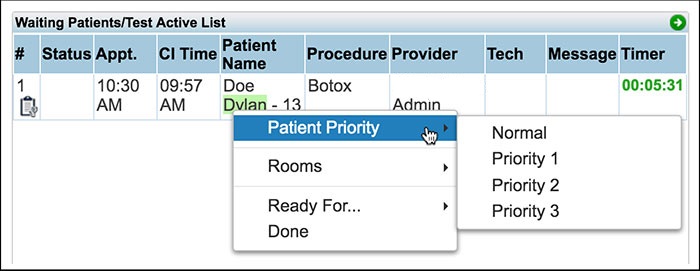 Waiting Patients/Test Active List
# Status Appt. CI Time Patient Name Procedure Provider Tech Message Timer
1 10:30 AM 09:57 AM Doe Botox 00:05:31
Dylan - 13 Admin
Patient Priority
Rooms
Ready For...
Done
Normal
Priority 1
Priority 2
Priority 3